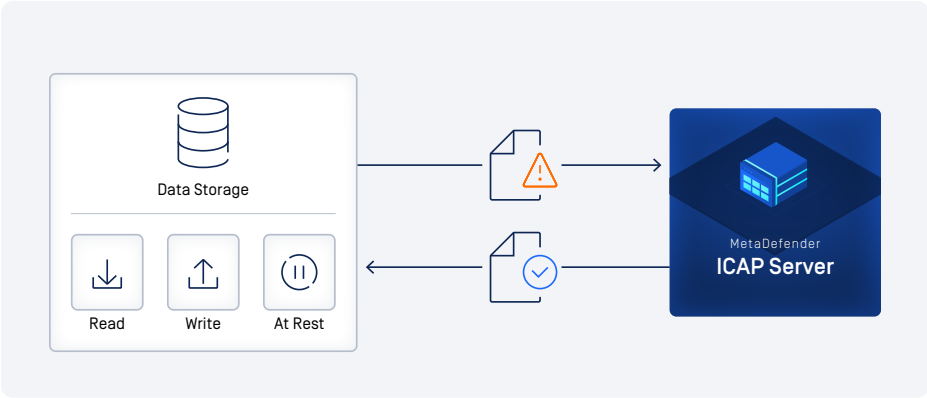 Data Storage
Read
Write
At Rest
MetaDefender
ICAP Server